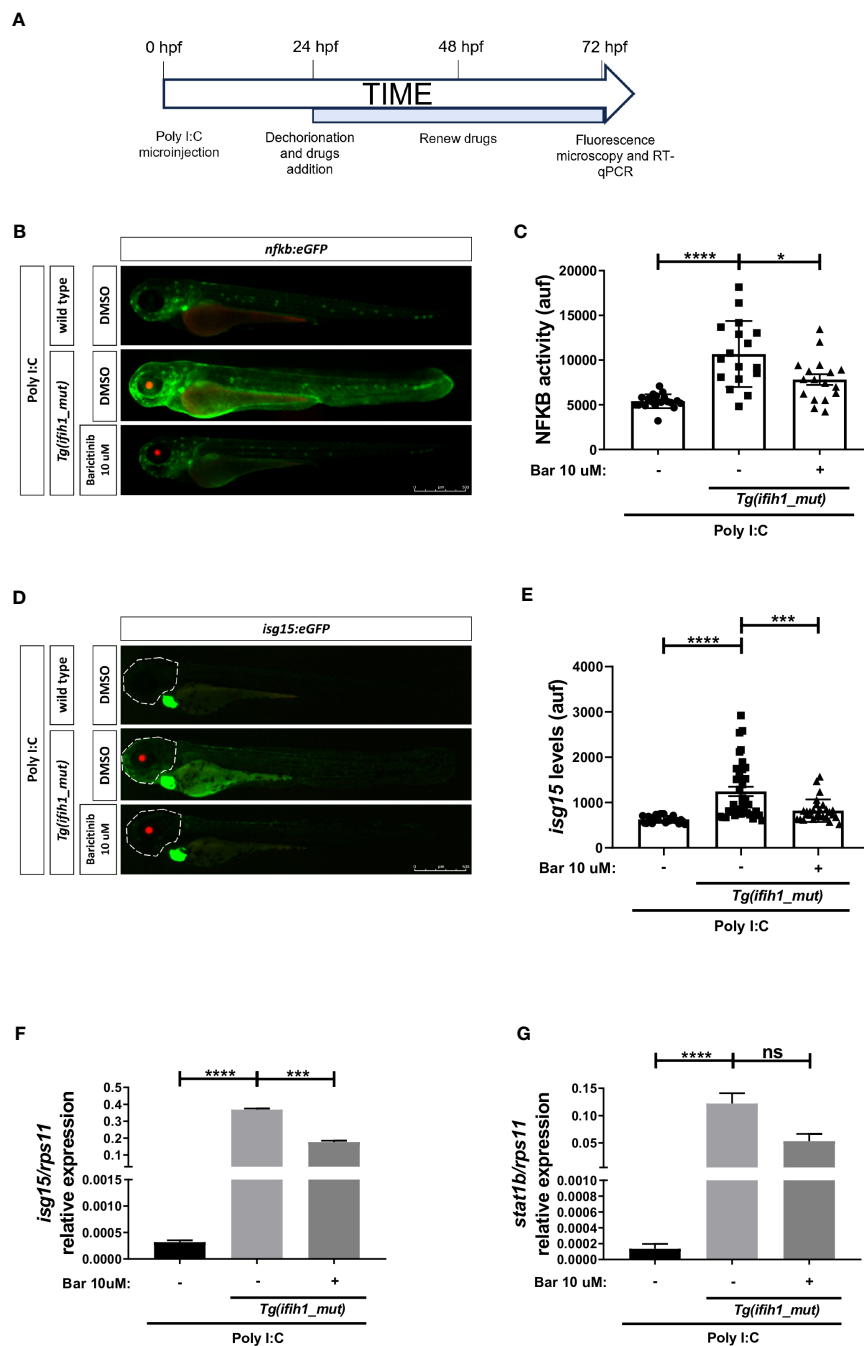 A
0 hpf
24 hpf
48 hpf
72 hpf
TIME
Poly I:C
microinjection
Dechorionation
and drugs
addition
Renew drugs
Fluorescence
microscopy and RT-
qPCR
B
nfkb:eGFP
Poly I:C
wild type
DMSO
Tg(ifih1_mut)
DMSO
Baricitinib
10 uM
C
****
*
NFKB activity (auf)
20000
15000
10000
5000
0
Bar 10 uM:
-
-
+
Tg(ifih1_mut)
Poly I:C
D
isg15:eGFP
Poly I:C
wild type
DMSO
Tg(ifih1_mut)
DMSO
Baricitinib
10 uM
E
****
***
isg15 levels (auf)
4000
3000
2000
1000
0
Bar 10 uM:
-
-
+
Tg(ifih1_mut)
Poly I:C
F
****
***
isg15/rps11
relative expression
0.5
0.4
0.3
0.2
0.1
0.0015
0.0010
0.0005
0.0000
Bar 10uM:
-
-
+
Tg(ifih1_mut)
Poly I:C
G
****
ns
stat1b/rps11
relative expression
0.15
0.10
0.05
0.0010
0.0008
0.0006
0.0004
0.0002
0.0000
Bar 10 uM:
-
-
+
Tg(ifih1_mut)
Poly I:C